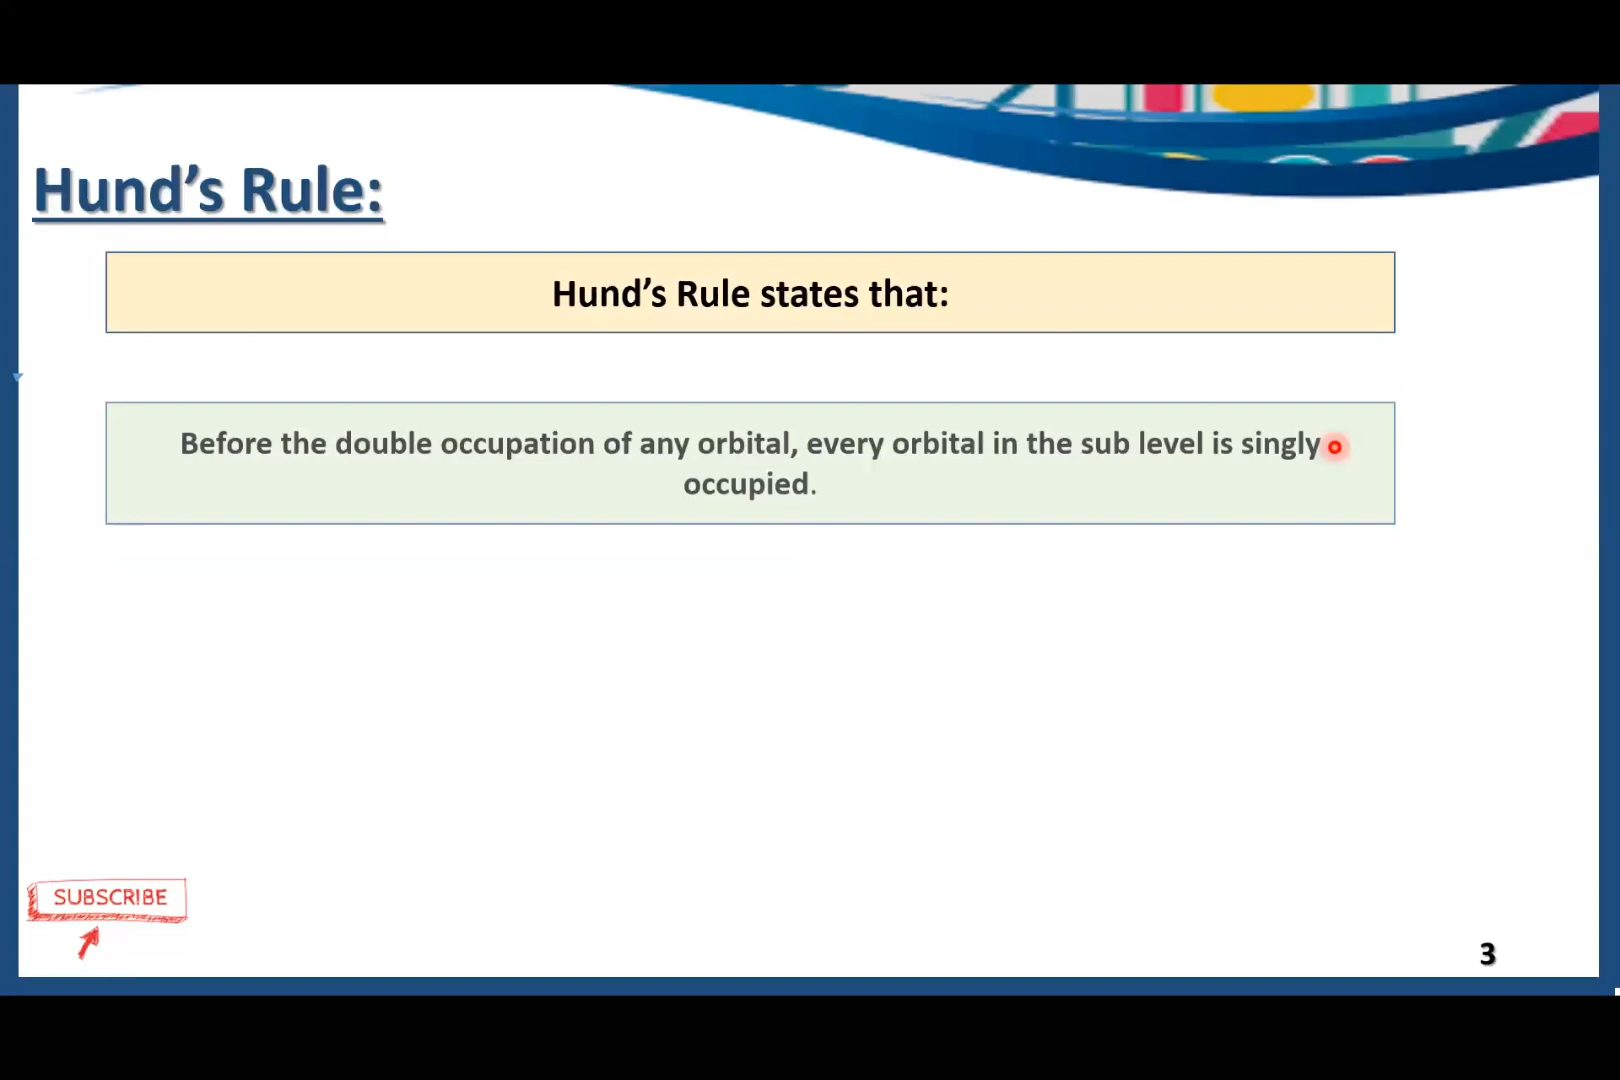 Hund’s Rule:
Hund’s Rule states that:
Before the double occupation of any orbital, every orbital in the sub level is singly
occupied.
SUBSCRIBE
3